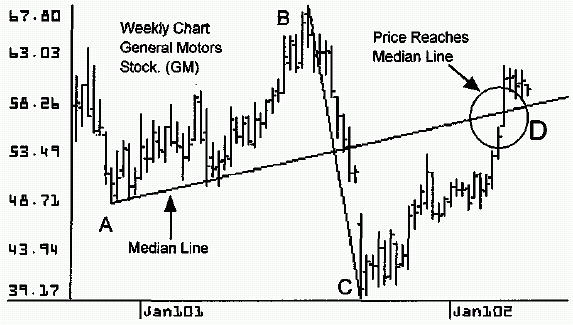 67.80
63.03
58.26
53.49
48.71
43.94
39.17
Weekly Chart
General Motors
Stock. (GM)
B
Price Reaches
Median Line
D
A
Median Line
C
Jan101
Jan102